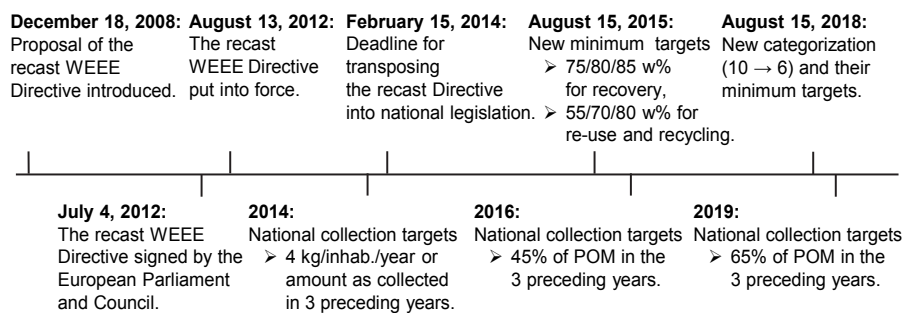 December 18, 2008:
Proposal of the
recast WEEE
Directive introduced.
August 13, 2012:
The recast
WEEE Directive
put into force.
February 15, 2014:
Deadline for
transposing
the recast Directive
into national legislation.
August 15, 2015:
New minimum targets
➢ 75/80/85 w%
for recovery,
➢ 55/70/80 w% for
re-use and recycling.
August 15, 2018:
New categorization
(10 → 6) and their
minimum targets.
July 4, 2012:
The recast WEEE
Directive signed by the
European Parliament
and Council.
2014:
National collection targets
➢ 4 kg/inhab./year or
amount as collected
in 3 preceding years.
2016:
National collection targets
➢ 45% of POM in the
3 preceding years.
2019:
National collection targets
➢ 65% of POM in the
3 preceding years.